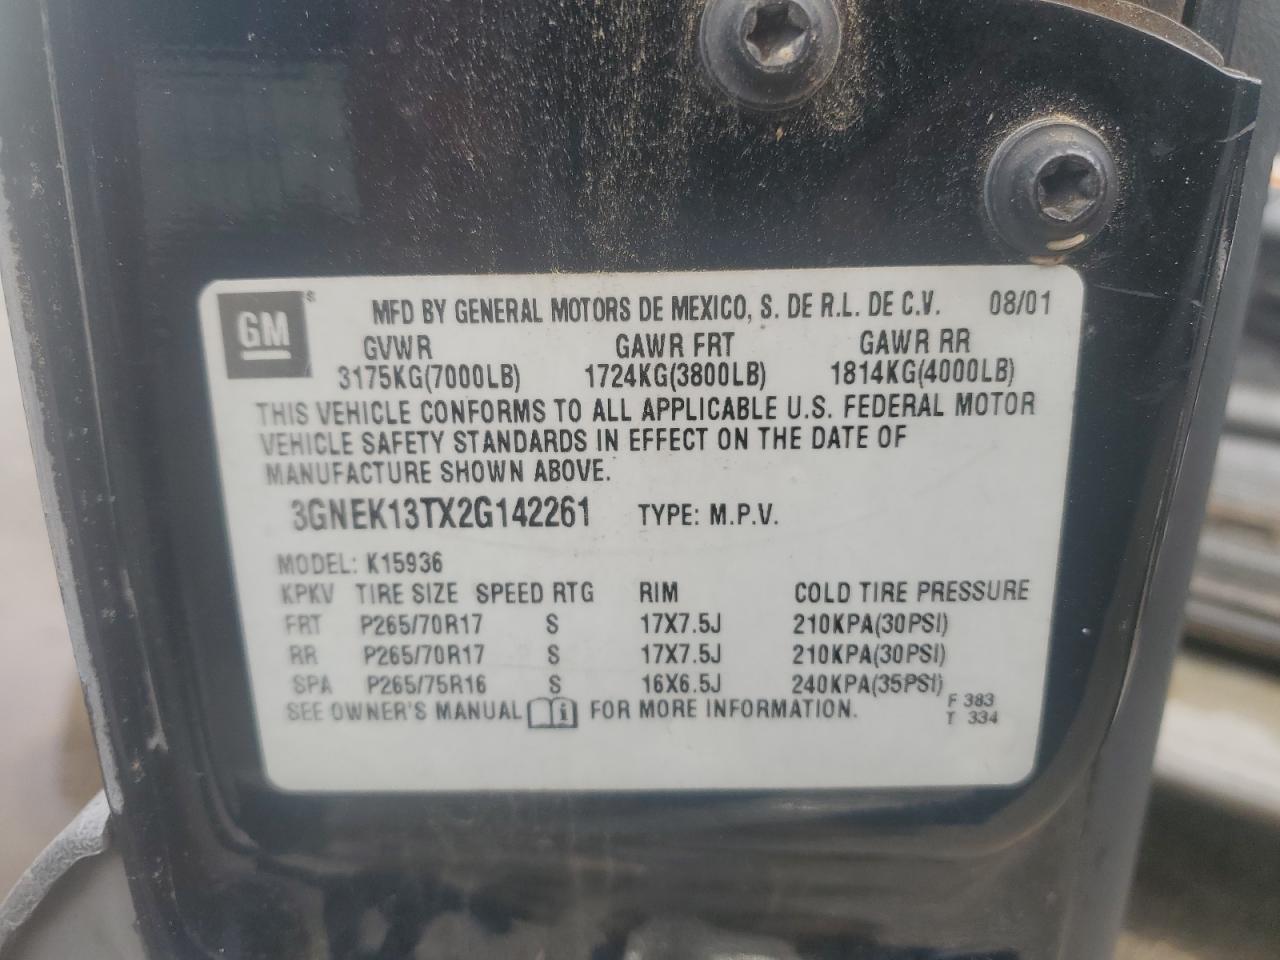 GM MFD BY GENERAL MOTORS DE MEXICO, S. DE R.L. DE C.V. 08/01
GVWR GAWR FRT GAWR RR
3175KG(7000LB) 1724KG(3800LB) 1814KG(4000LB)
THIS VEHICLE CONFORMS TO ALL APPLICABLE U.S. FEDERAL MOTOR
VEHICLE SAFETY STANDARDS IN EFFECT ON THE DATE OF
MANUFACTURE SHOWN ABOVE.
3GNEK13TX2G142261 TYPE: M.P.V.
MODEL: K15936
KPKV TIRE SIZE SPEED RTG RIM COLD TIRE PRESSURE
FRT P265/70R17 S 17X7.5J 210KPA(30PSI)
RR P265/70R17 S 17X7.5J 210KPA(30PSI)
SPA P265/75R16 S 16X6.5J 240KPA(35PSI)
SEE OWNER'S MANUAL i FOR MORE INFORMATION.
F 383
T 334